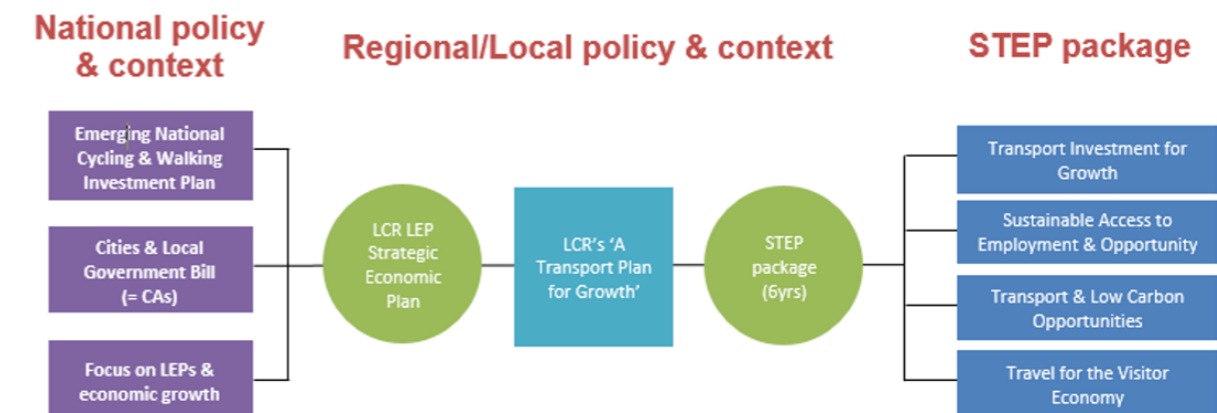 National policy
& context
Regional/Local policy & context
STEP package
Emerging National
Cycling & Walking
Investment Plan
Cities & Local
Government Bill
(= CAs)
Focus on LEPs &
economic growth
LCR LEP
Strategic
Economic
Plan
LCR's 'A
Transport Plan
for Growth'
STEP
package
(6yrs)
Transport Investment for
Growth
Sustainable Access to
Employment & Opportunity
Transport & Low Carbon
Opportunities
Travel for the Visitor
Economy